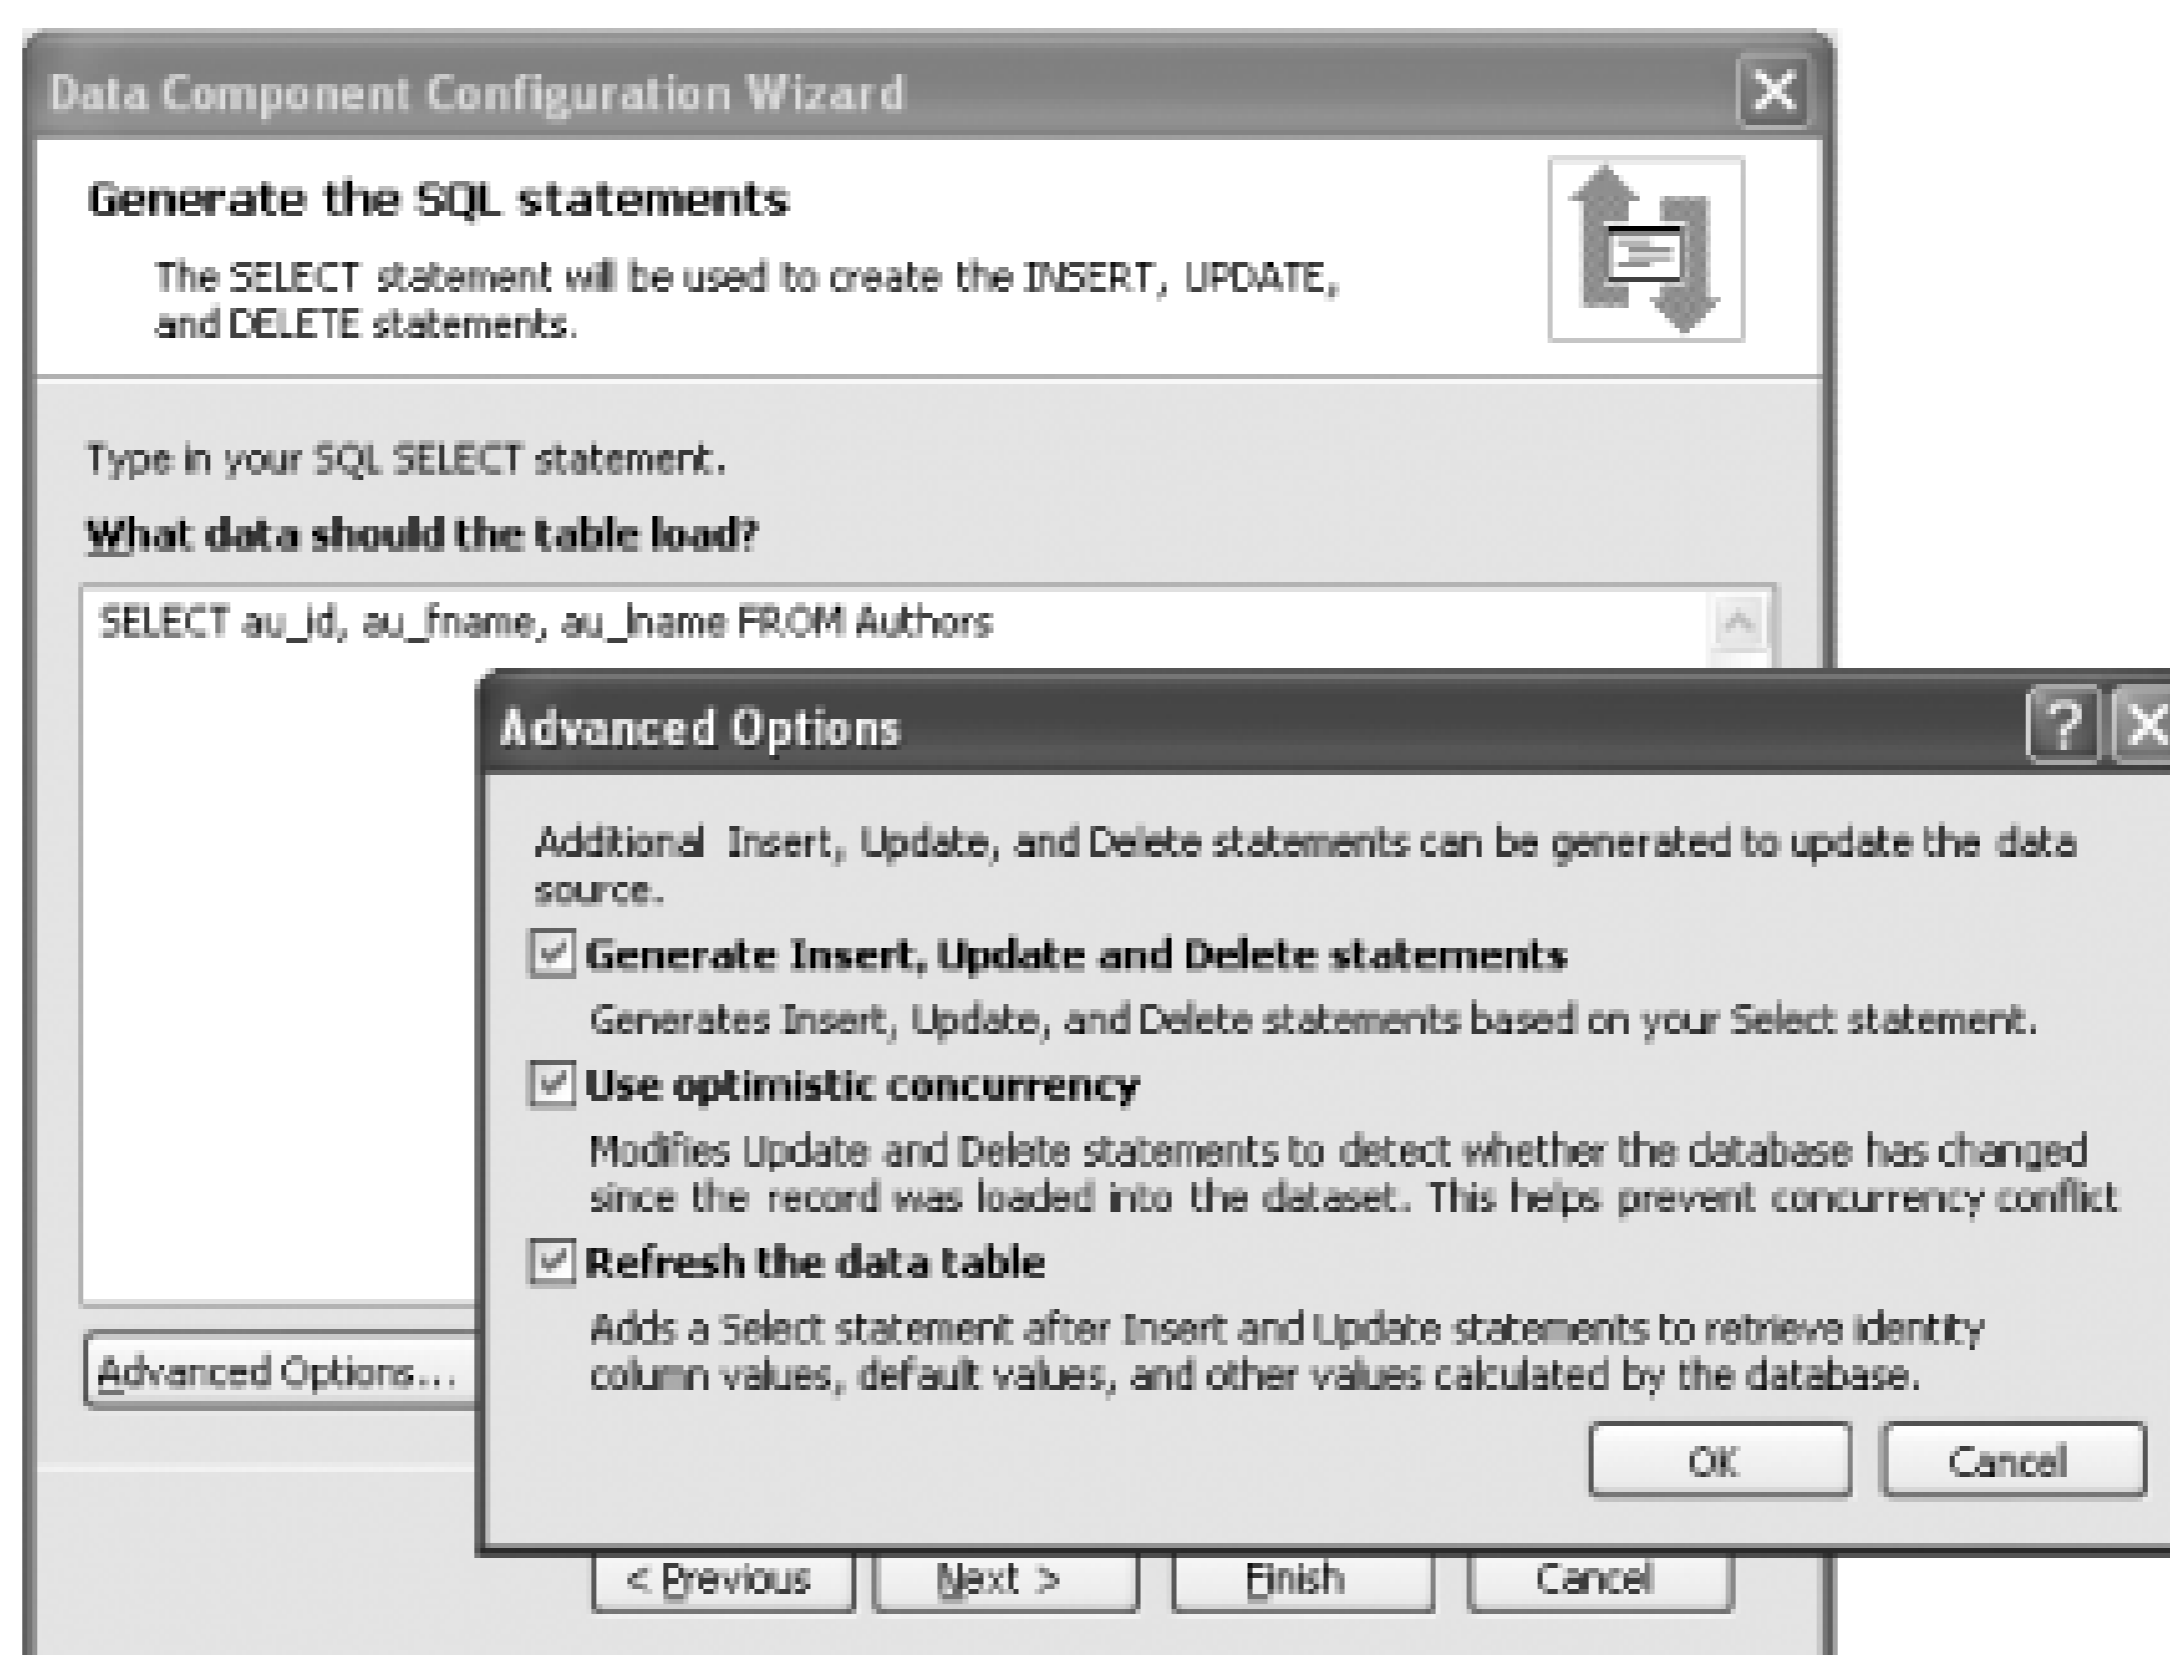 Data Component Configuration Wizard
Generate the SQL statements
The SELECT statement will be used to create the INSERT, UPDATE,
and DELETE statements.
Type in your SQL SELECT statement.
What data should the table load?
SELECT au_id, au_fname, au_lname FROM Authors
Advanced Options
Additional Insert, Update, and Delete statements can be generated to update the data
source.
Generate Insert, Update and Delete statements
Generates Insert, Update, and Delete statements based on your Select statement.
Use optimistic concurrency
Modifies Update and Delete statements to detect whether the database has changed
since the record was loaded into the dataset. This helps prevent concurrency conflict
Refresh the data table
Adds a Select statement after Insert and Update statements to retrieve identity
column values, default values, and other values calculated by the database.
Advanced Options...
OK Cancel
< Previous Next > Finish Cancel